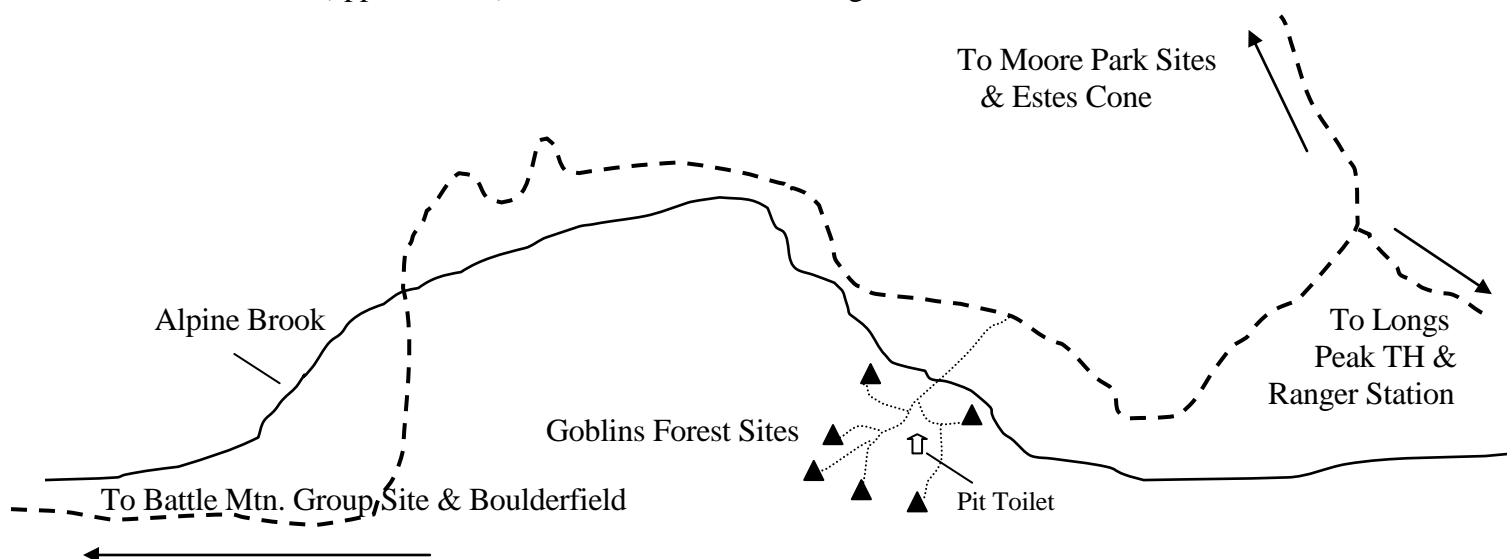 To Moore Park Sites
& Estes Cone
Alpine Brook
To Longs
Peak TH &
Ranger Station
Goblins Forest Sites
To Battle Mtn. Group Site & Boulderfield
Pit Toilet